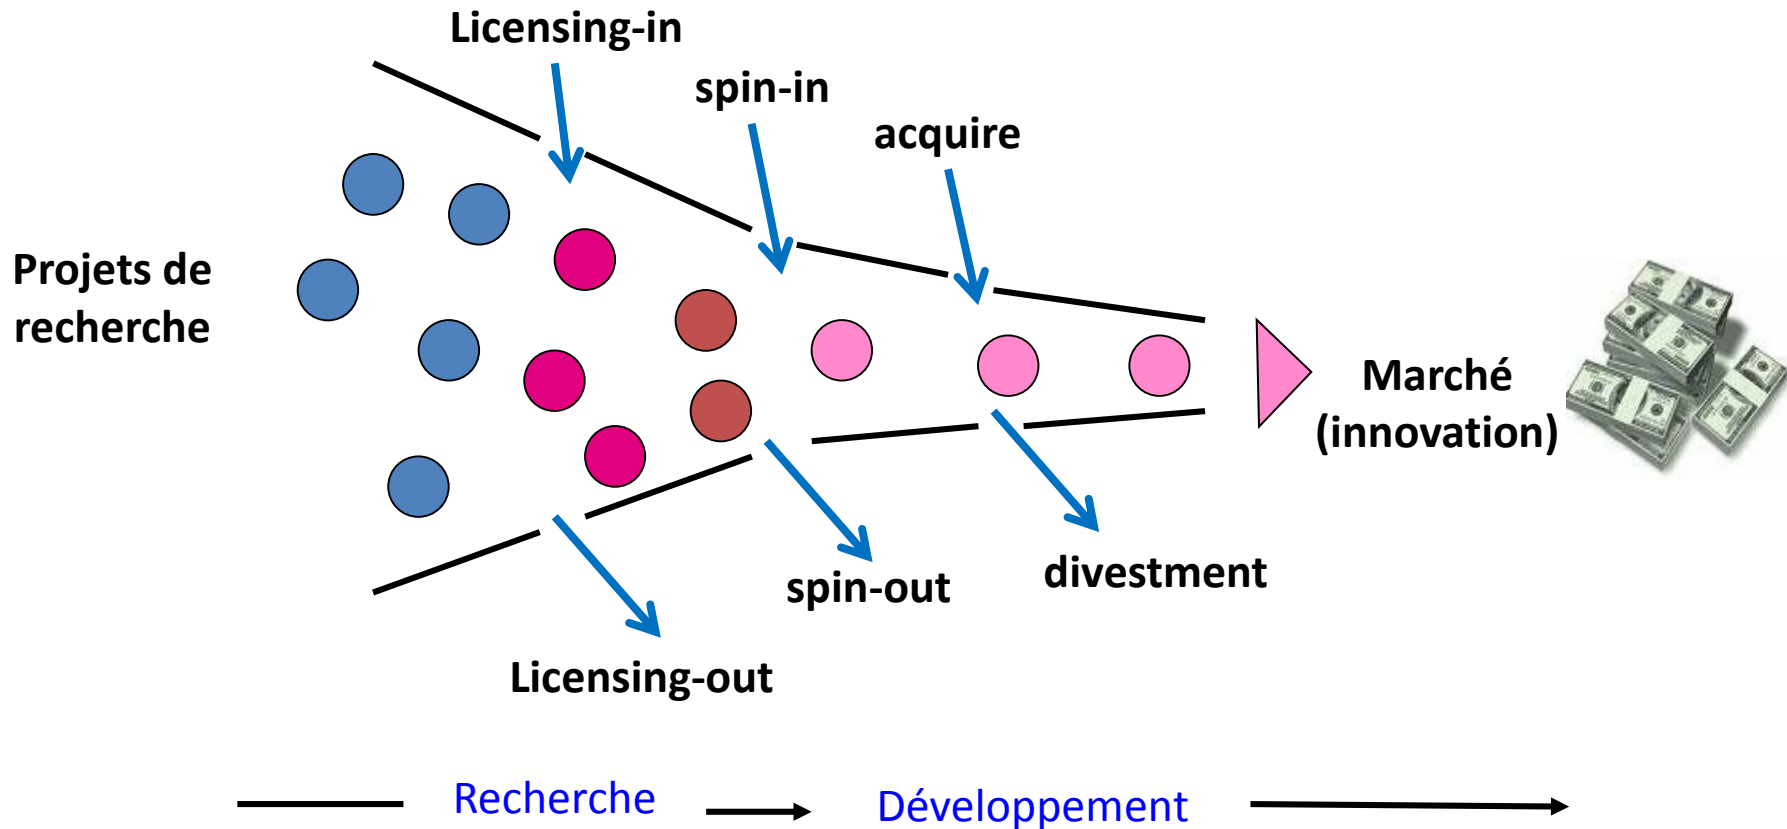 Licensing-in
spin-in
acquire
Projets de
recherche
Marché
(innovation)
spin-out
divestment
Licensing-out
Recherche
Développement